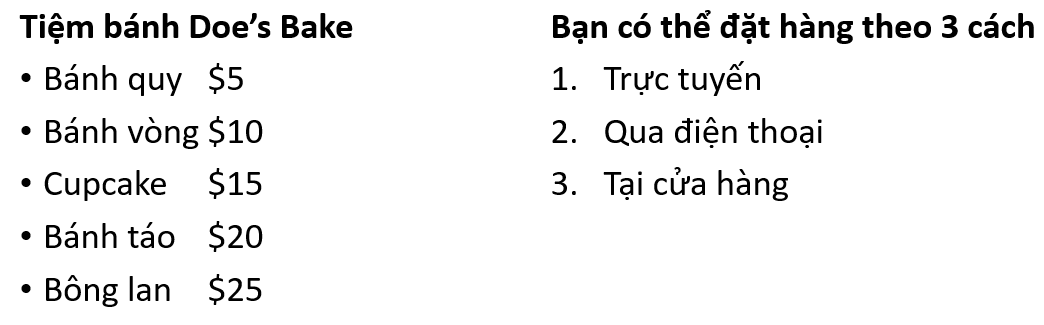 Tiệm bánh Doe’s Bake
• Bánh quy $5
• Bánh vòng $10
• Cupcake $15
• Bánh táo $20
• Bông lan $25
Bạn có thể đặt hàng theo 3 cách
1. Trực tuyến
2. Qua điện thoại
3. Tại cửa hàng